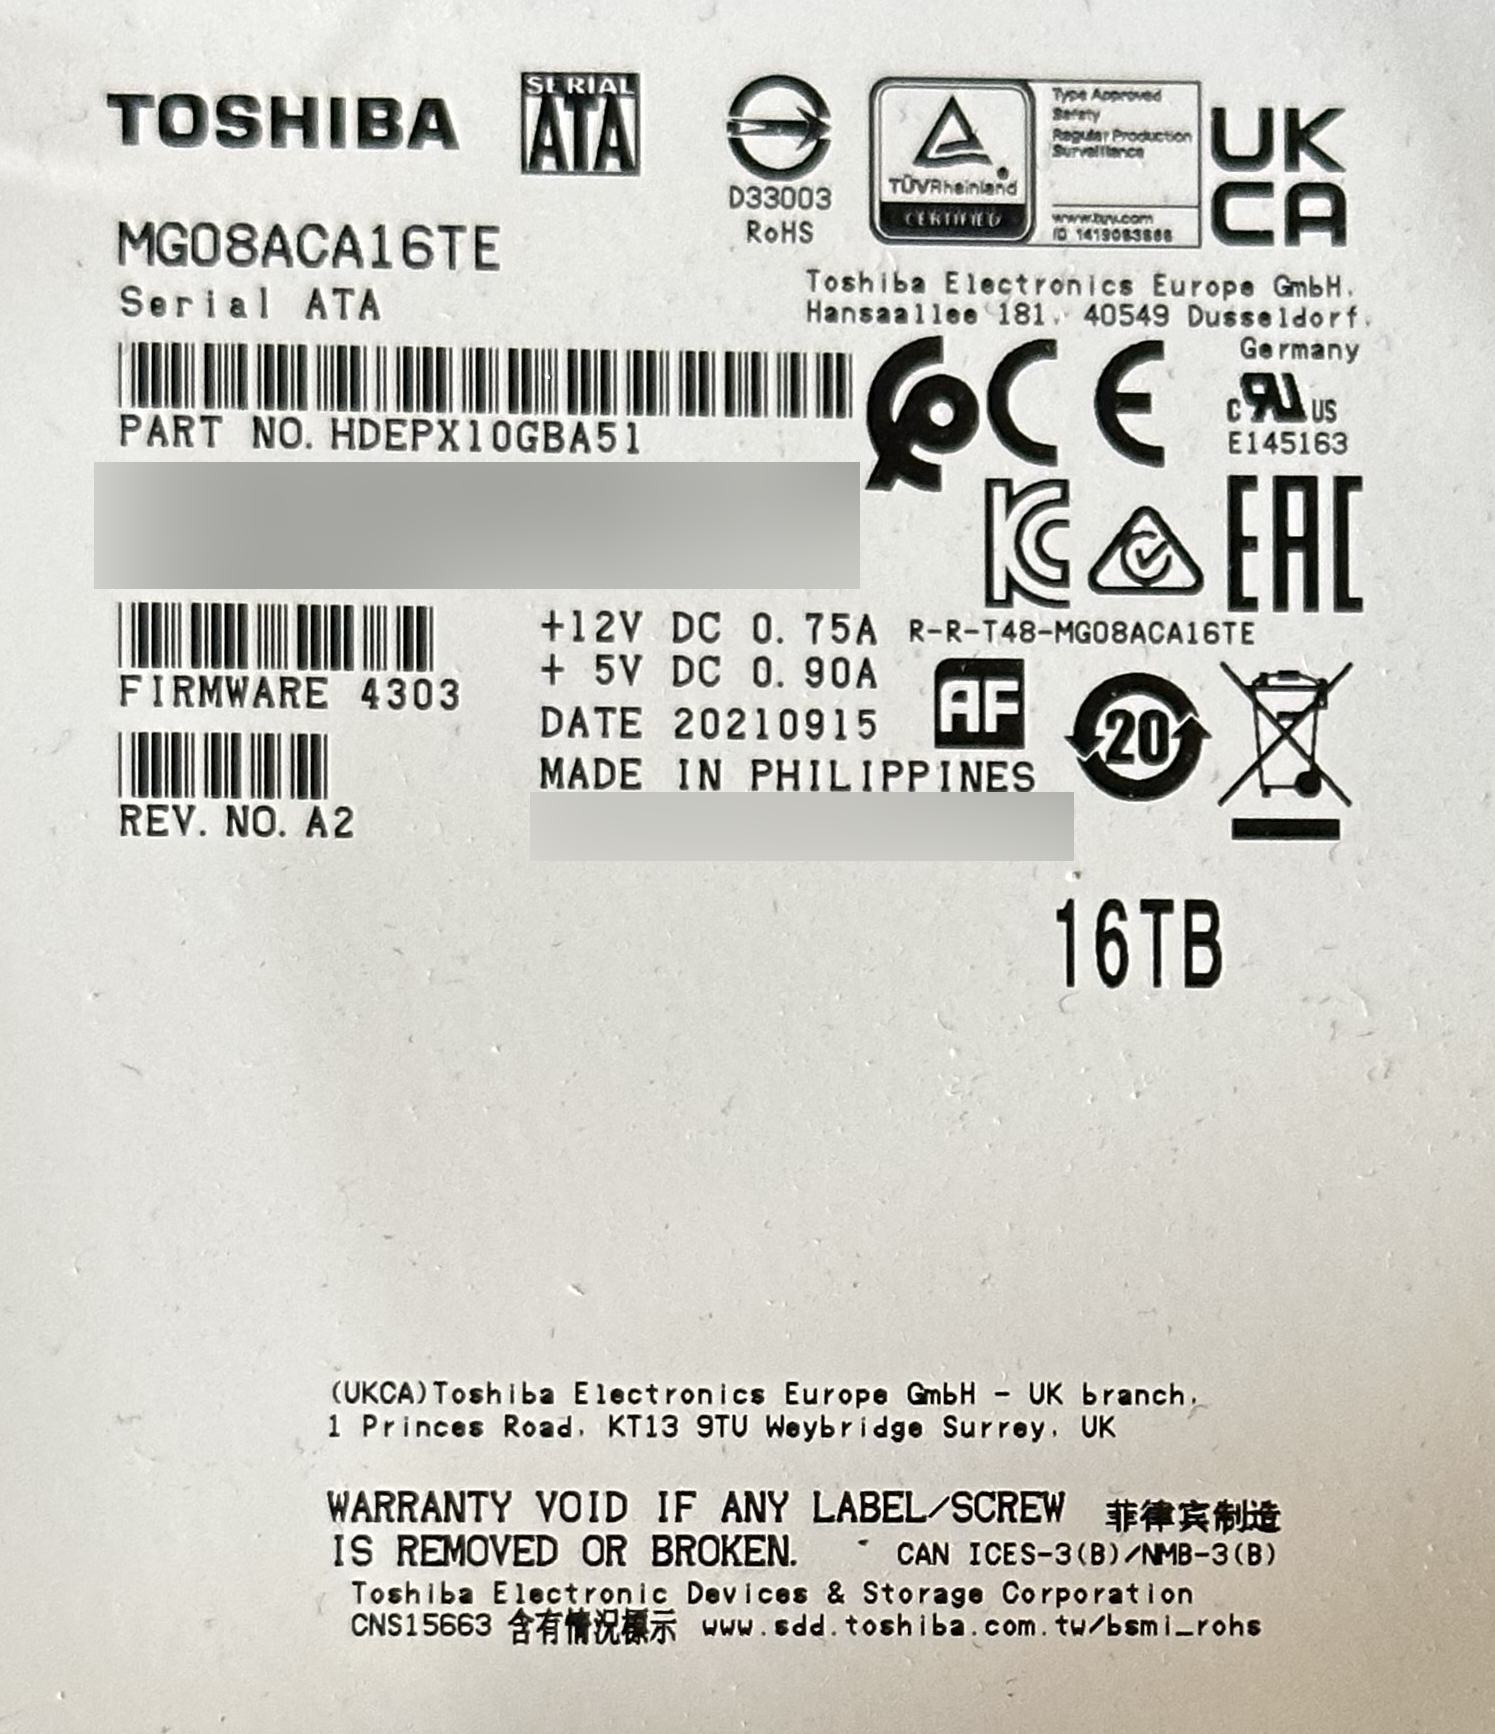 TOSHIBA
SERIAL
ATA
D33003
RoHS
TÜVRheinland
CERTIFIED
Type Approved
Safety
Regular Production
Surveillance
www.tuv.com
UK
CA
MG08ACA16TE
Serial ATA
Toshiba Electronics Europe GmbH,
Hansaallee 181, 40549 Dusseldorf,
Germany
PART NO. HDEPX10GBA51
CE
C US
E145163
EAC
FIRMWARE 4303
+12V DC 0.75A
R-R-T48-MG08ACA16TE
+ 5V DC 0.90A
AF
20
DATE 20210915
MADE IN PHILIPPINES
REV. NO. A2
16TB
(UKCA)Toshiba Electronics Europe GmbH - UK branch,
1 Princes Road, KT13 9TU Weybridge Surrey, UK
WARRANTY VOID IF ANY LABEL/SCREW
IS REMOVED OR BROKEN.
菲律宾制造
CAN ICES-3(B)/NMB-3(B)
Toshiba Electronic Devices & Storage Corporation
CNS15663 含有情況標示 www.sdd.toshiba.com.tw/bsmi_rohs